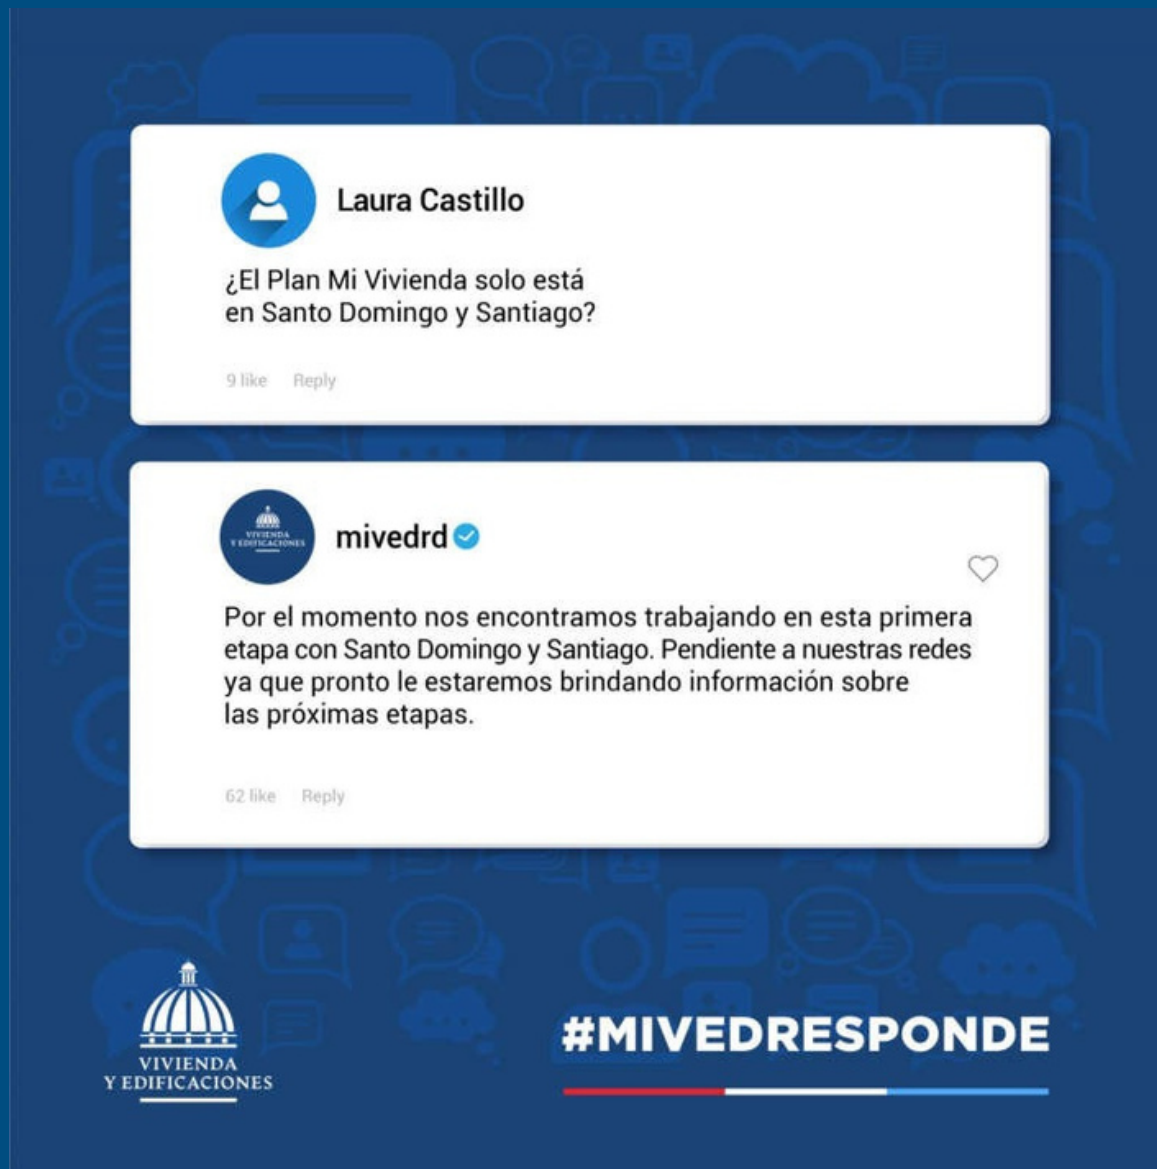 Laura Castillo
¿El Plan Mi Vivienda solo está
en Santo Domingo y Santiago?
9 like Reply
VIVIENDA
Y EDIFICACIONES
mivedrd
Por el momento nos encontramos trabajando en esta primera
etapa con Santo Domingo y Santiago. Pendiente a nuestras redes
ya que pronto le estaremos brindando información sobre
las próximas etapas.
62 like Reply
VIVIENDA
Y EDIFICACIONES
#MIVEDRESPONDE